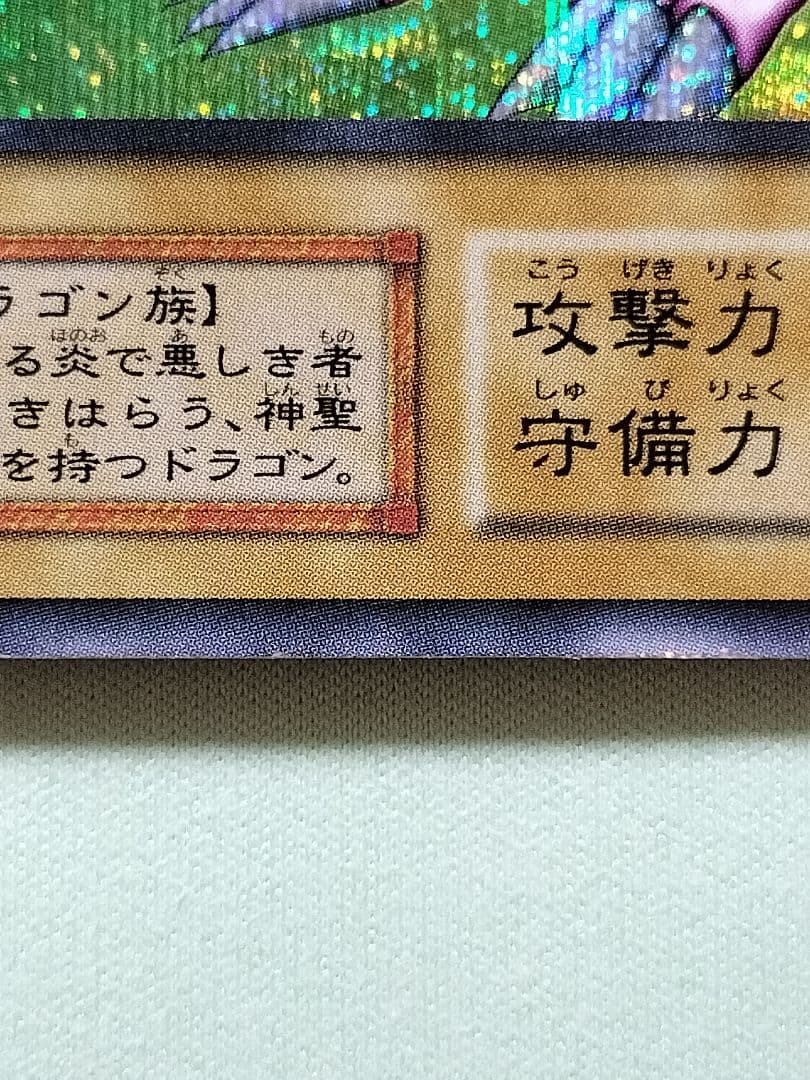 ラゴン族】
る炎で悪しき者
きはらう、神聖
を持つドラゴン。
攻撃力
守備力